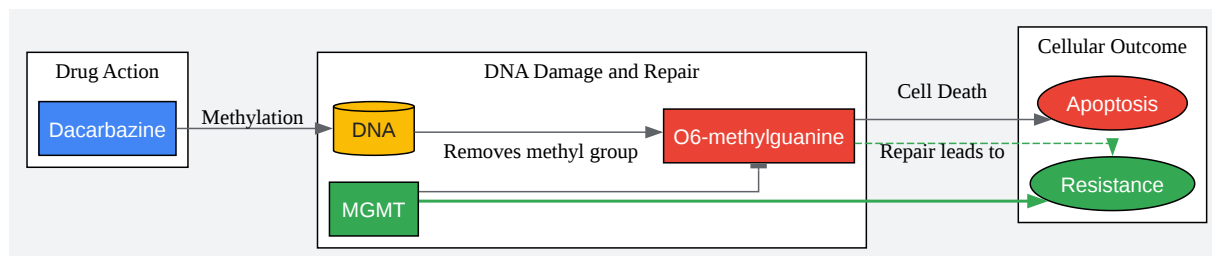 Drug Action
Dacarbazine
Methylation
DNA Damage and Repair
DNA
Removes methyl group
O6-methylguanine
MGMT
Cell Death
Repair leads to
Cellular Outcome
Apoptosis
Resistance